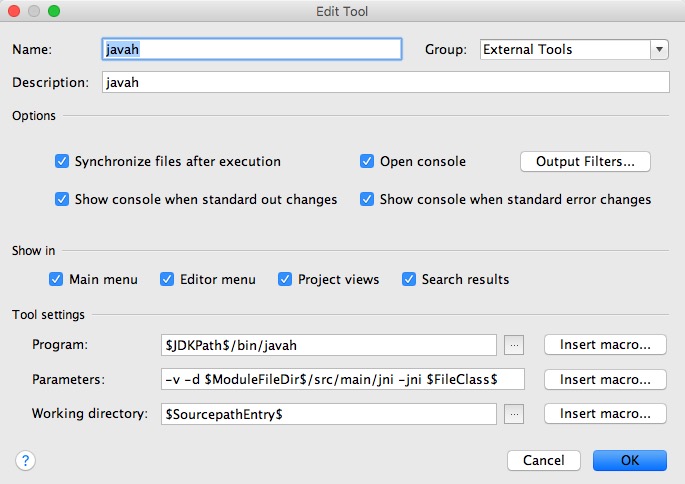 Edit Tool
Name: javah Group: External Tools
Description: javah
Options
Synchronize files after execution Open console Output Filters...
Show console when standard out changes Show console when standard error changes
Show in
Main menu Editor menu Project views Search results
Tool settings
Program: $JDKPath$/bin/javah ... Insert macro...
Parameters: -v -d $ModuleFileDir$/src/main/jni -jni $FileClass$ Insert macro...
Working directory: $SourcepathEntry$ ... Insert macro...
? Cancel OK